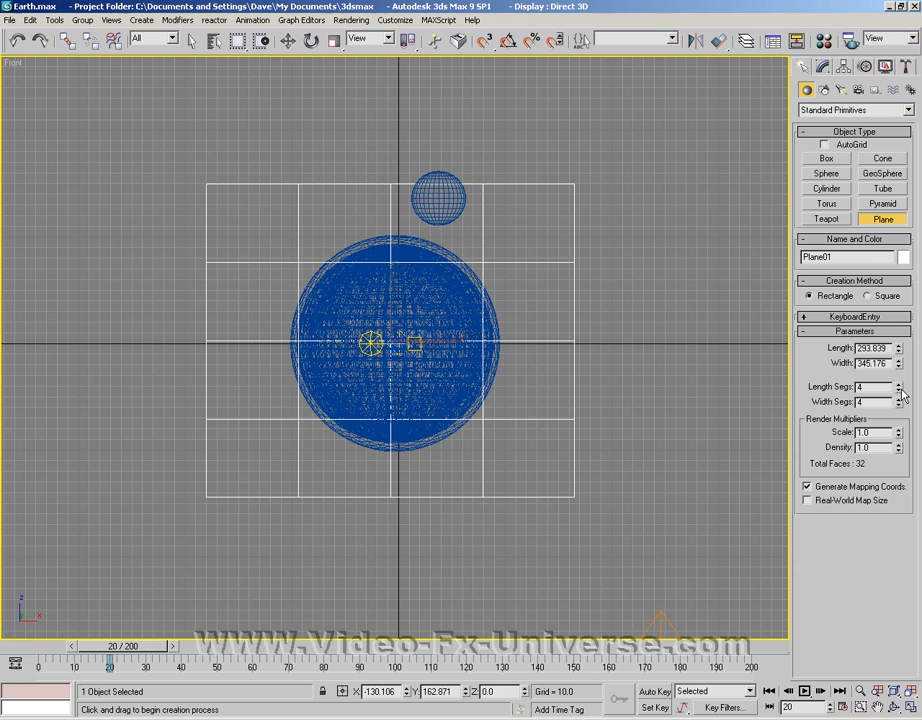 Earth.max - Project Folder: C:\Documents and Settings\Dave\My Documents\3dsmax - Autodesk 3ds Max 9 SP1 - Display : Direct 3D
File Edit Tools Group Views Create Modifiers reactor Animation Graph Editors Rendering Customize MAXScript Help
All View View
Front
Standard Primitives
- Object Type
AutoGrid
Box Cone
Sphere GeoSphere
Cylinder Tube
Torus Pyramid
Teapot Plane
- Name and Color
Plane01
- Creation Method
Rectangle Square
+ KeyboardEntry
- Parameters
Length: 293.839
Width: 345.176
Length Segs: 4
Width Segs: 4
Render Multipliers
Scale: 1.0
Density: 1.0
Total Faces : 32
Generate Mapping Coords.
Real-World Map Size
z
x
www.Video-Fx-Universe.com
< 20 / 200 >
0 10 20 30 40 50 60 70 80 90 100 110 120 130 140 150 160 170 180 190 200
1 Object Selected X: -130.106 Y: 162.871 Z: 0.0 Grid = 10.0 Auto Key Selected
Click and drag to begin creation process Add Time Tag Set Key Key Filters... 20